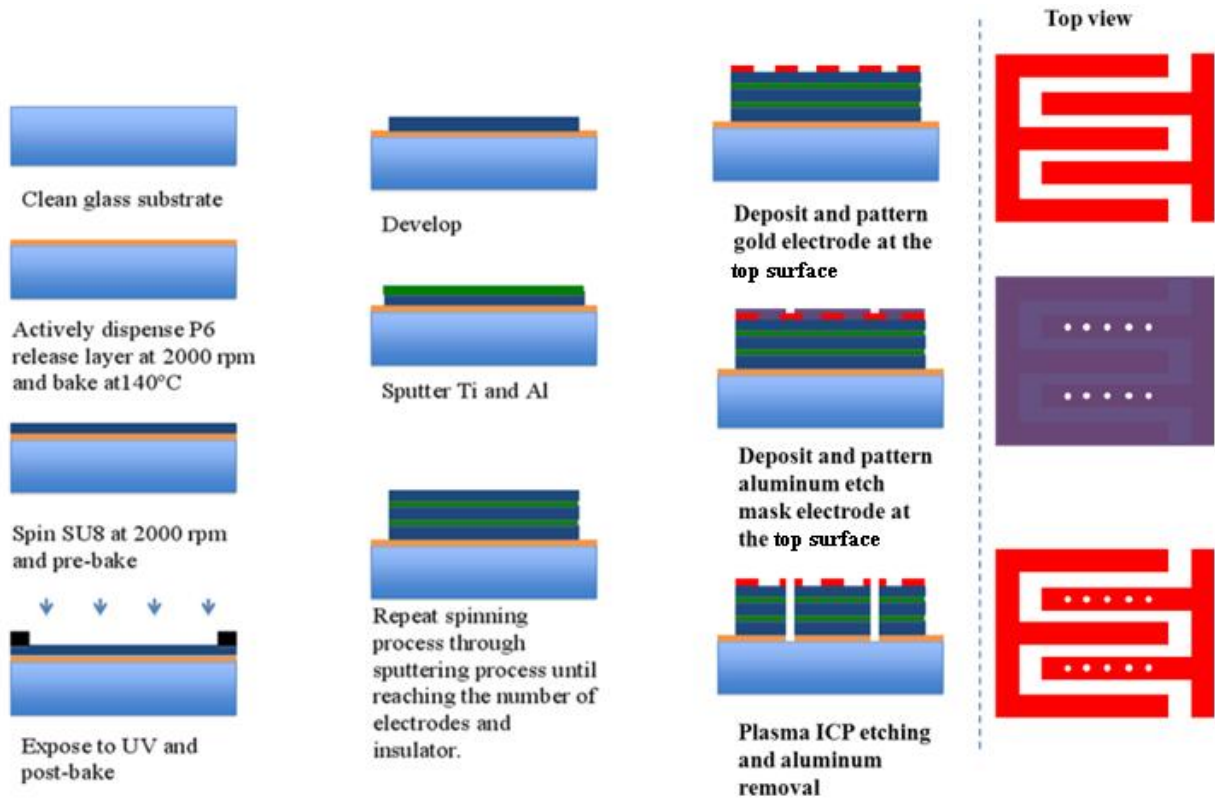 Clean glass substrate
Actively dispense P6
release layer at 2000 rpm
and bake at140°C
Spin SU8 at 2000 rpm
and pre-bake
Expose to UV and
post-bake
Develop
Sputter Ti and Al
Repeat spinning
process through
sputtering process until
reaching the number of
electrodes and
insulator.
Deposit and pattern
gold electrode at the
top surface
Deposit and pattern
aluminum etch
mask electrode at
the top surface
Plasma ICP etching
and aluminum
removal
Top view